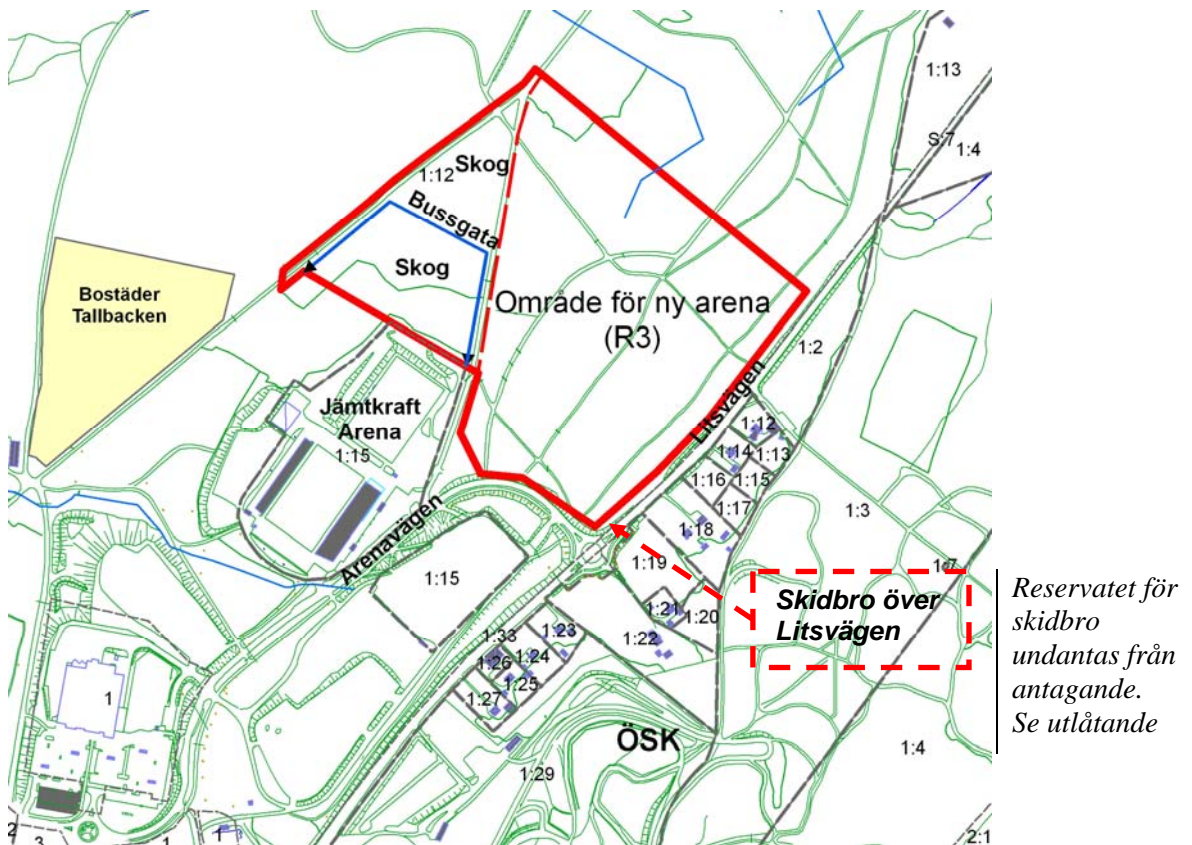 1:13
S:7
1:4
Skog
1:12
Bussgata
Skog
Bostäder
Tallbacken
Område för ny arena
(R3)
1:2
Litsvägen
Jämtkraft
Arena
1:15
1:12
1:14
1:13
1:16
1:15
1:17
1:3
1:18
Arenavägen
1:15
1:19
1:7
1:21
1:20
1:22
Skidbro över
Litsvägen
Reservatet för
skidbro
undantas från
antagande.
Se utlåtande
1:33
1:23
1:26
1:24
1:25
1:27
1
ÖSK
1:4
1:29
2
3
1
1
2:1